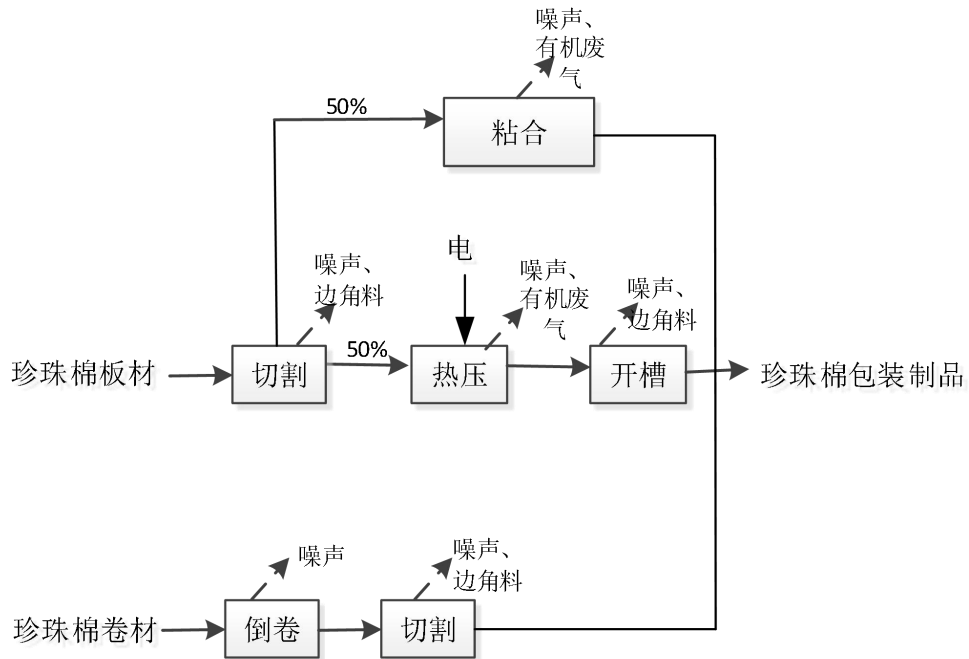 噪声、
有机废
气
50%
粘合
电
噪声、
边角料
噪声、
有机废
气
噪声、
边角料
珍珠棉板材
切割
50%
热压
开槽
珍珠棉包装制品
噪声
噪声、
边角料
珍珠棉卷材
倒卷
切割